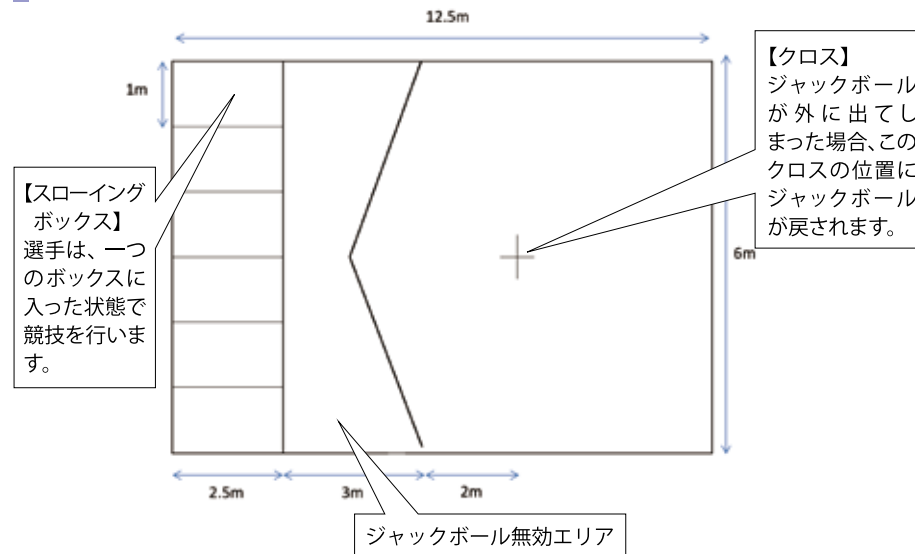 12.5m
1m
【クロス】
ジャックボール
が外に出てし
まった場合、この
クロスの位置に
ジャックボール
が戻されます。
【スローイング
ボックス】
選手は、一つ
のボックスに
入った状態で
競技を行いま
す。
6m
2.5m
3m
2m
ジャックボール無効エリア